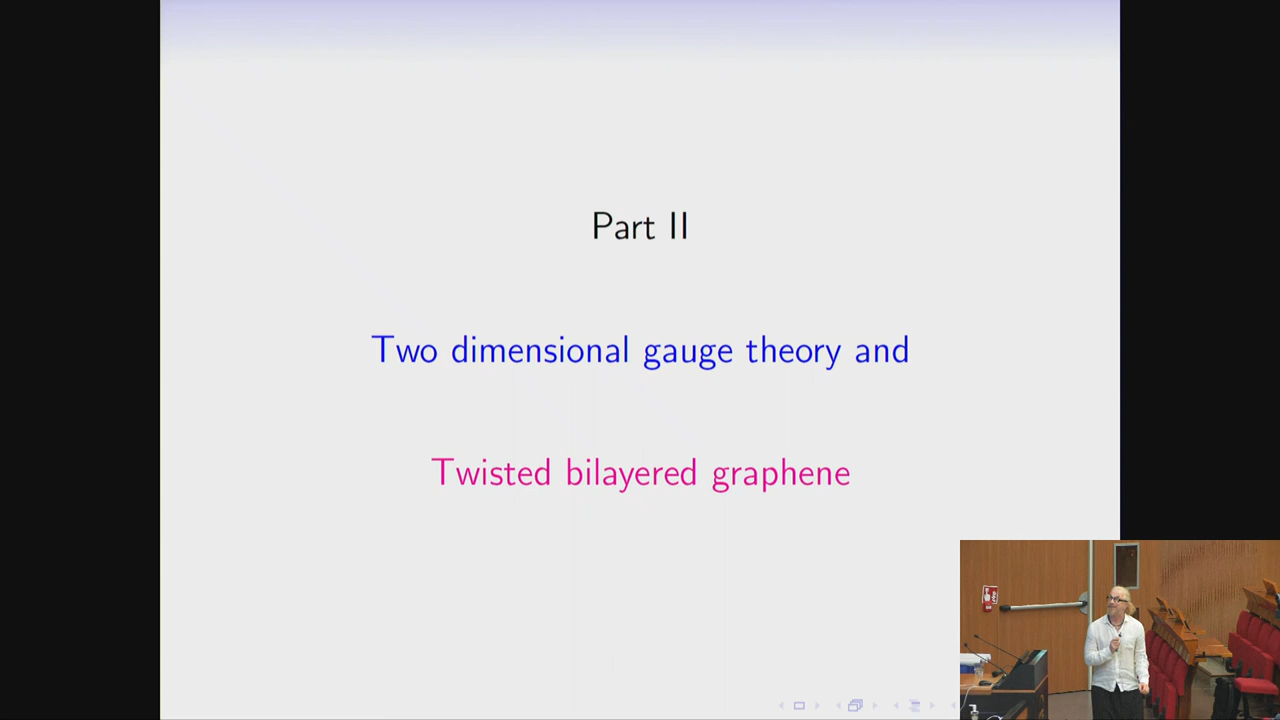 Part II
Two dimensional gauge theory and
Twisted bilayered graphene